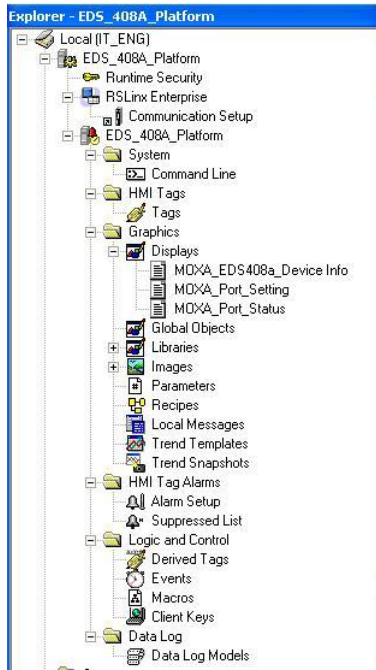 Explorer - EDS_408A_Platform
Local (IT_ENG)
EDS_408A_Platform
Runtime Security
RSLinx Enterprise
Communication Setup
EDS_408A_Platform
System
Command Line
HMI Tags
Tags
Graphics
Displays
MOXA_EDS408a_Device Info
MOXA_Port_Setting
MOXA_Port_Status
Global Objects
Libraries
Images
Parameters
Recipes
Local Messages
Trend Templates
Trend Snapshots
HMI Tag Alarms
Alarm Setup
Suppressed List
Logic and Control
Derived Tags
Events
Macros
Client Keys
Data Log
Data Log Models